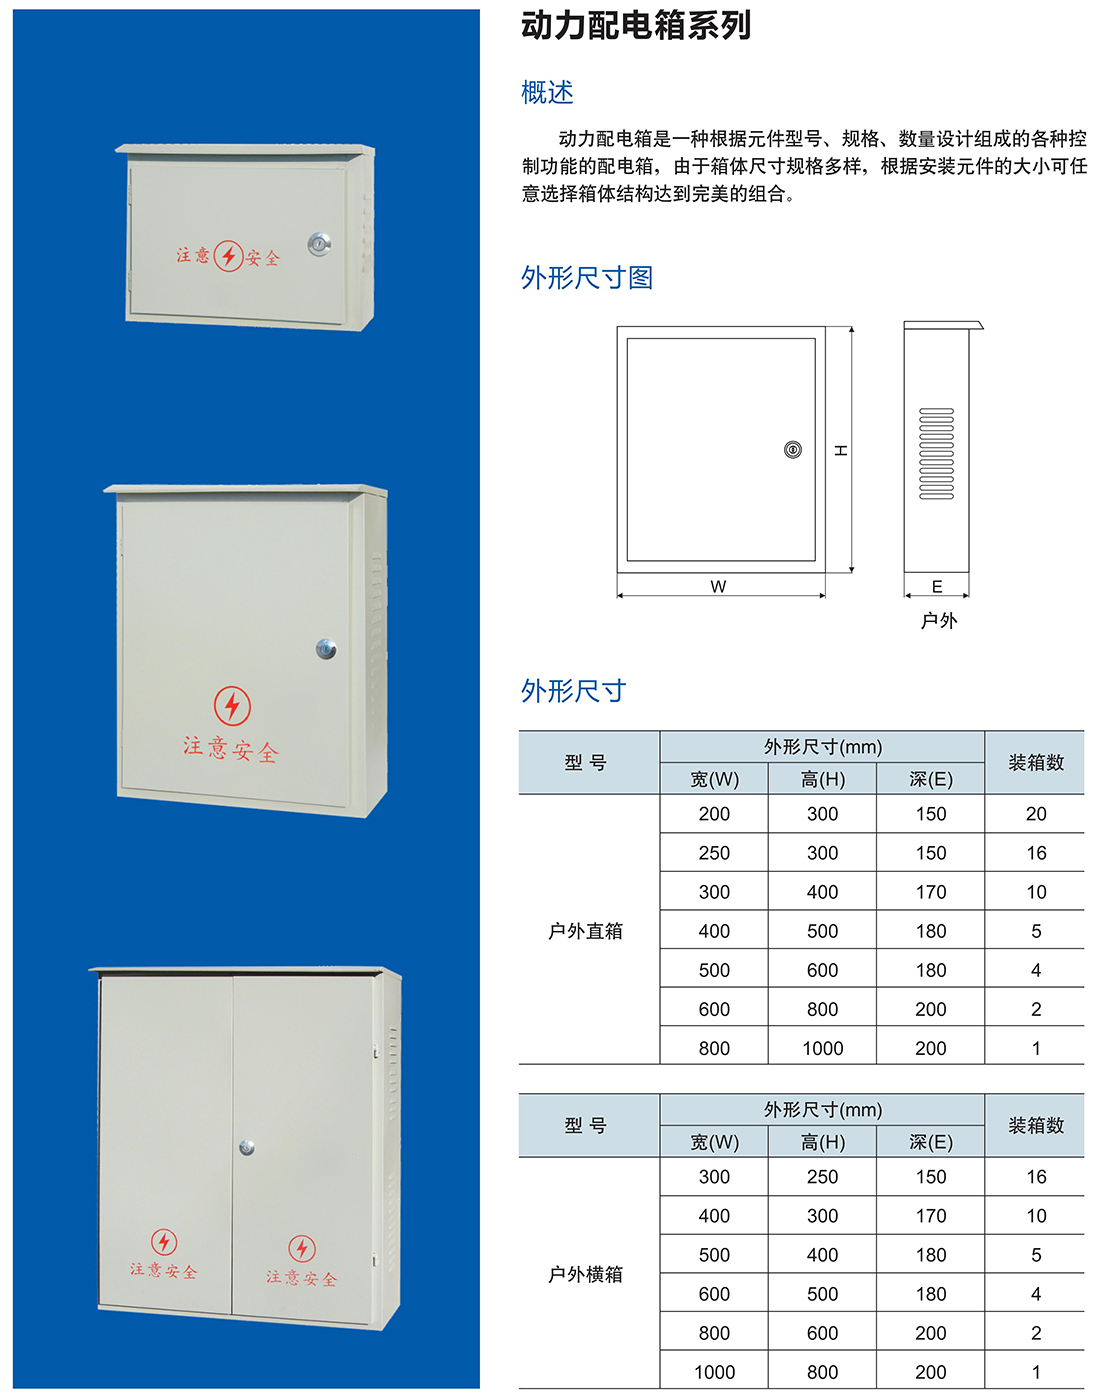 动力配电箱系列
概述
动力配电箱是一种根据元件型号、规格、数量设计组成的各种控
制功能的配电箱，由于箱体尺寸规格多样，根据安装元件的大小可任
意选择箱体结构达到完美的组合。
外形尺寸图
H
W
E
户外
外形尺寸
型 号 外形尺寸(mm) 装箱数
宽(W) 高(H) 深(E)
户外直箱
200 300 150 20
250 300 150 16
300 400 170 10
400 500 180 5
500 600 180 4
600 800 200 2
800 1000 200 1
型 号 外形尺寸(mm) 装箱数
宽(W) 高(H) 深(E)
户外横箱
300 250 150 16
400 300 170 10
500 400 180 5
600 500 180 4
800 600 200 2
1000 800 200 1
注意安全
注意安全
注意安全
注意安全